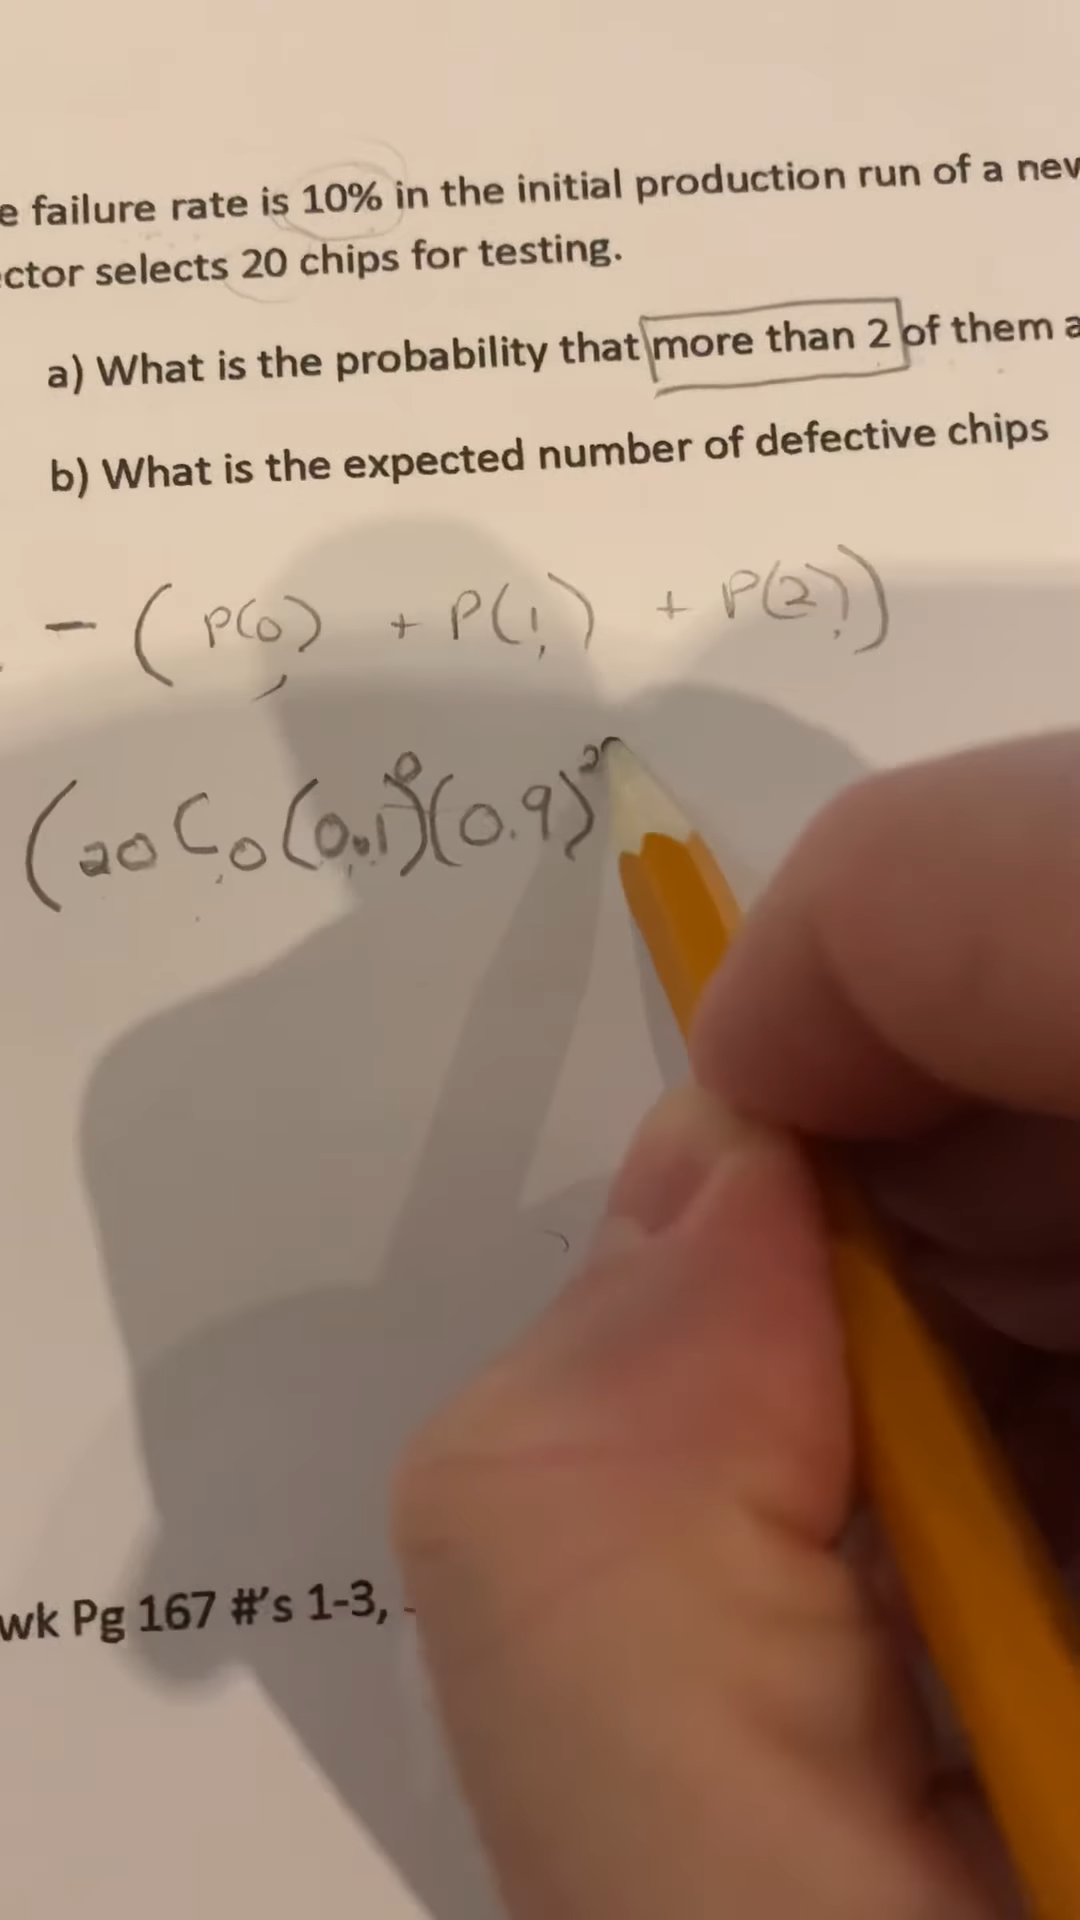 failure rate is 10% in the initial production run of a new
selects 20 chips for testing.
a) What is the probability that more than 2 of them
b) What is the expected number of defective chips
- ( P(0) + P(1) + P(2))
(20C0(0.1)^0(0.9)^20
wk Pg 167 #'s 1-3,